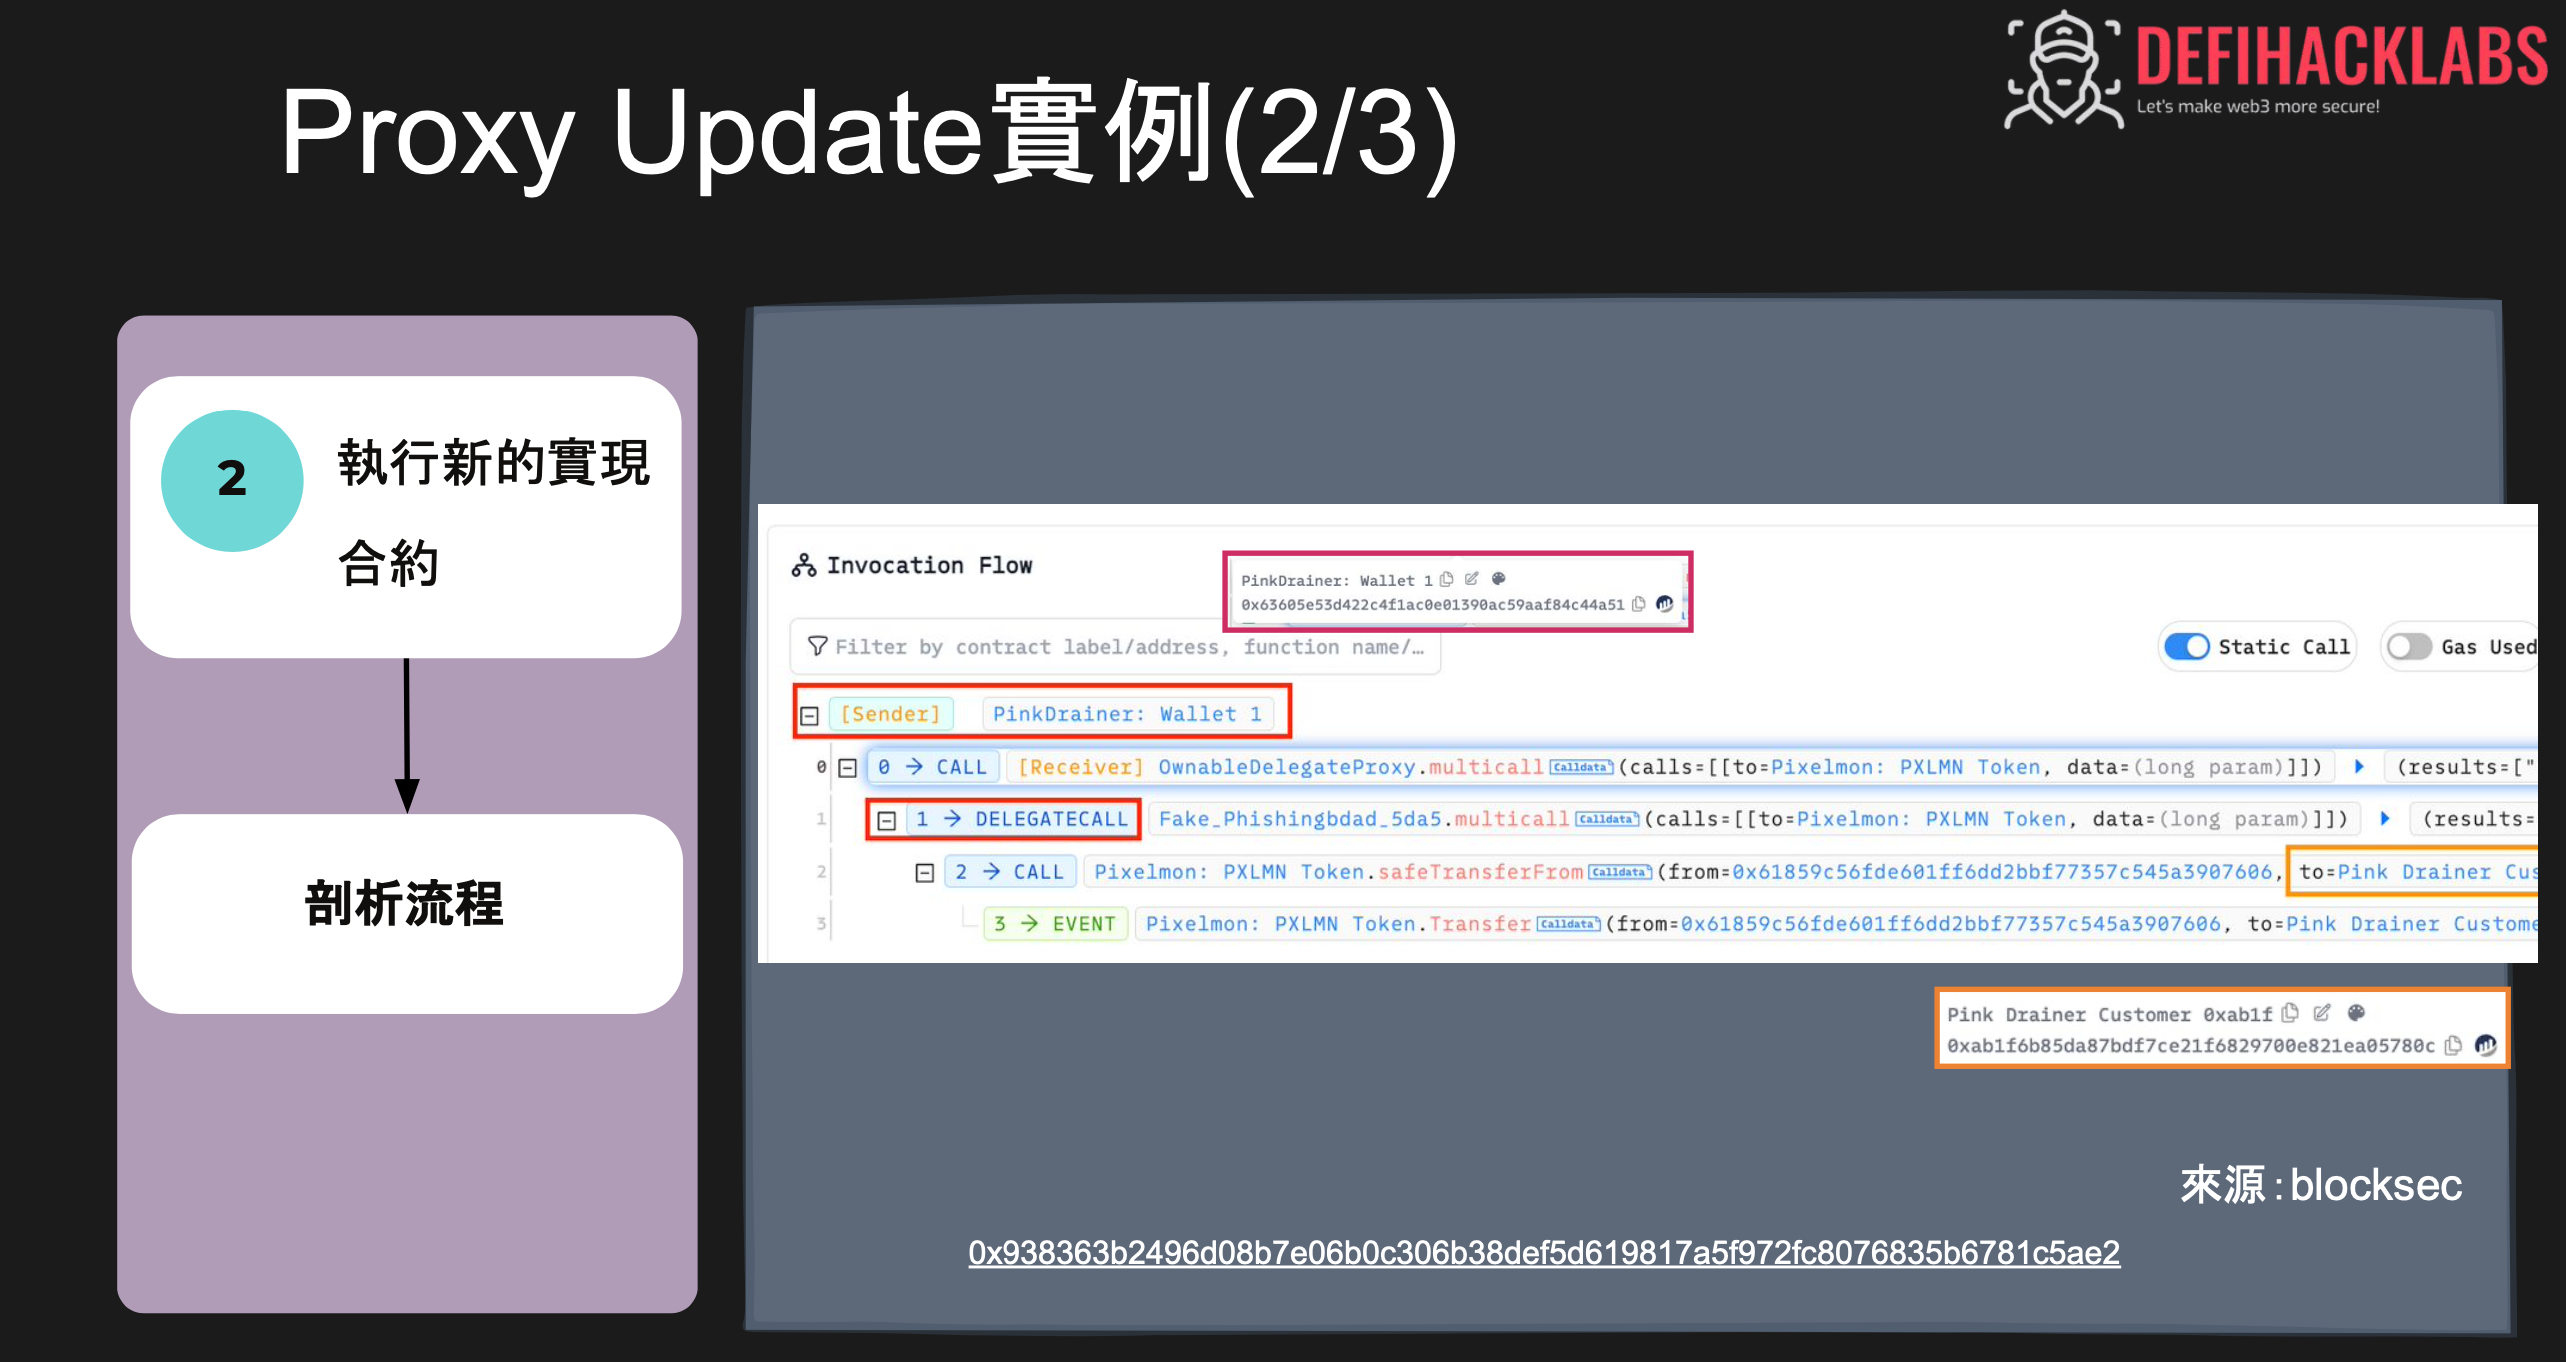 DEFIHACKLABS
Let's make web3 more secure!
Proxy Update實例(2/3)
2
執行新的實現
合約
剖析流程
Invocation Flow
PinkDrainer: Wallet 1
0x63605e53d422c4f1ac0e01390ac59aaf84c44a51
Filter by contract label/address, function name/…
Static Call
Gas Used
[Sender] PinkDrainer: Wallet 1
0 0 → CALL [Receiver] OwnableDelegateProxy.multicall Calldata (calls=[[to=Pixelmon: PXLMN Token, data=(long param)]]) (results=["
1 1 → DELEGATECALL Fake_Phishingbdad_5da5.multicall Calldata (calls=[[to=Pixelmon: PXLMN Token, data=(long param)]]) (results=
2 2 → CALL Pixelmon: PXLMN Token.safeTransferFrom Calldata (from=0x61859c56fde601ff6dd2bbf77357c545a3907606, to=Pink Drainer Cus
3 3 → EVENT Pixelmon: PXLMN Token.Transfer Calldata (from=0x61859c56fde601ff6dd2bbf77357c545a3907606, to=Pink Drainer Custome
Pink Drainer Customer 0xab1f
0xab1f6b85da87bdf7ce21f6829700e821ea05780c
來源:blocksec
0x938363b2496d08b7e06b0c306b38def5d619817a5f972fc8076835b6781c5ae2